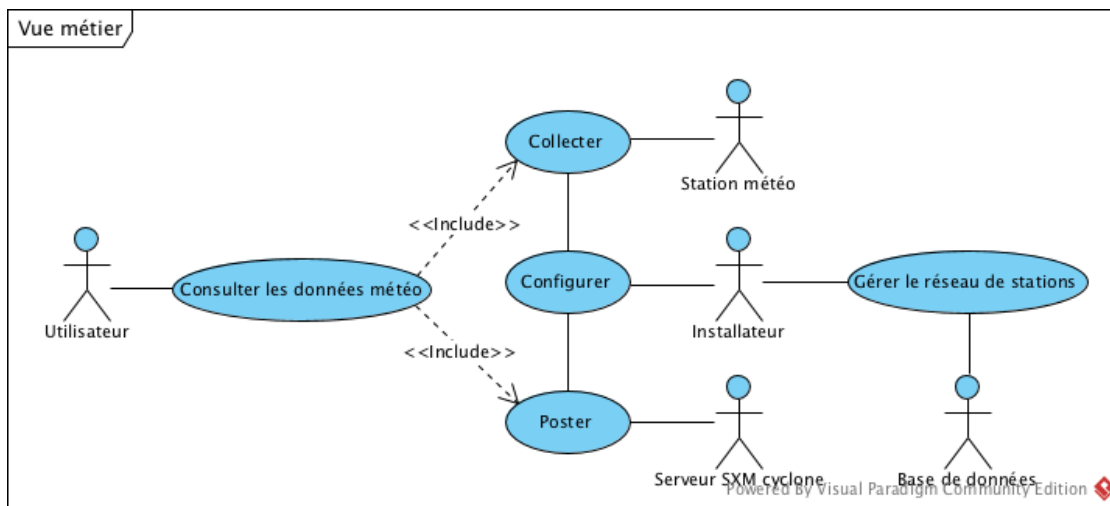 Vue métier
Collecter
Station météo
<<Include>>
Consulter les données météo
Utilisateur
Configurer
Installateur
Gérer le réseau de stations
<<Include>>
Poster
Serveur SXM cyclone
Base de données
Powered By Visual Paradigm Community Edition